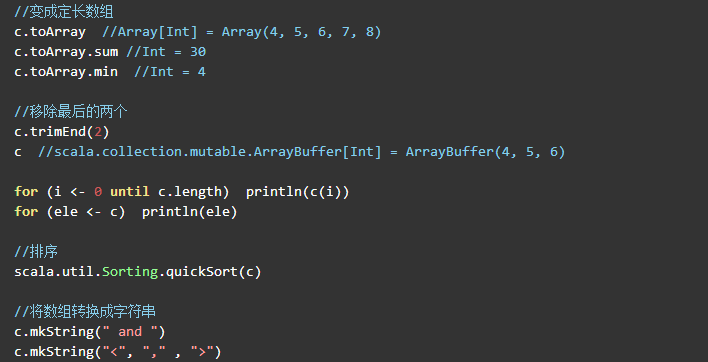 //变成定长数组
c.toArray  //Array[Int] = Array(4, 5, 6, 7, 8)
c.toArray.sum //Int = 30
c.toArray.min  //Int = 4
//移除最后的两个
c.trimEnd(2)
c  //scala.collection.mutable.ArrayBuffer[Int] = ArrayBuffer(4, 5, 6)
for (i <- 0 until c.length)  println(c(i))
for (ele <- c)  println(ele)
//排序
scala.util.Sorting.quickSort(c)
//将数组转换成字符串
c.mkString(" and ")
c.mkString("<", "," , ">")